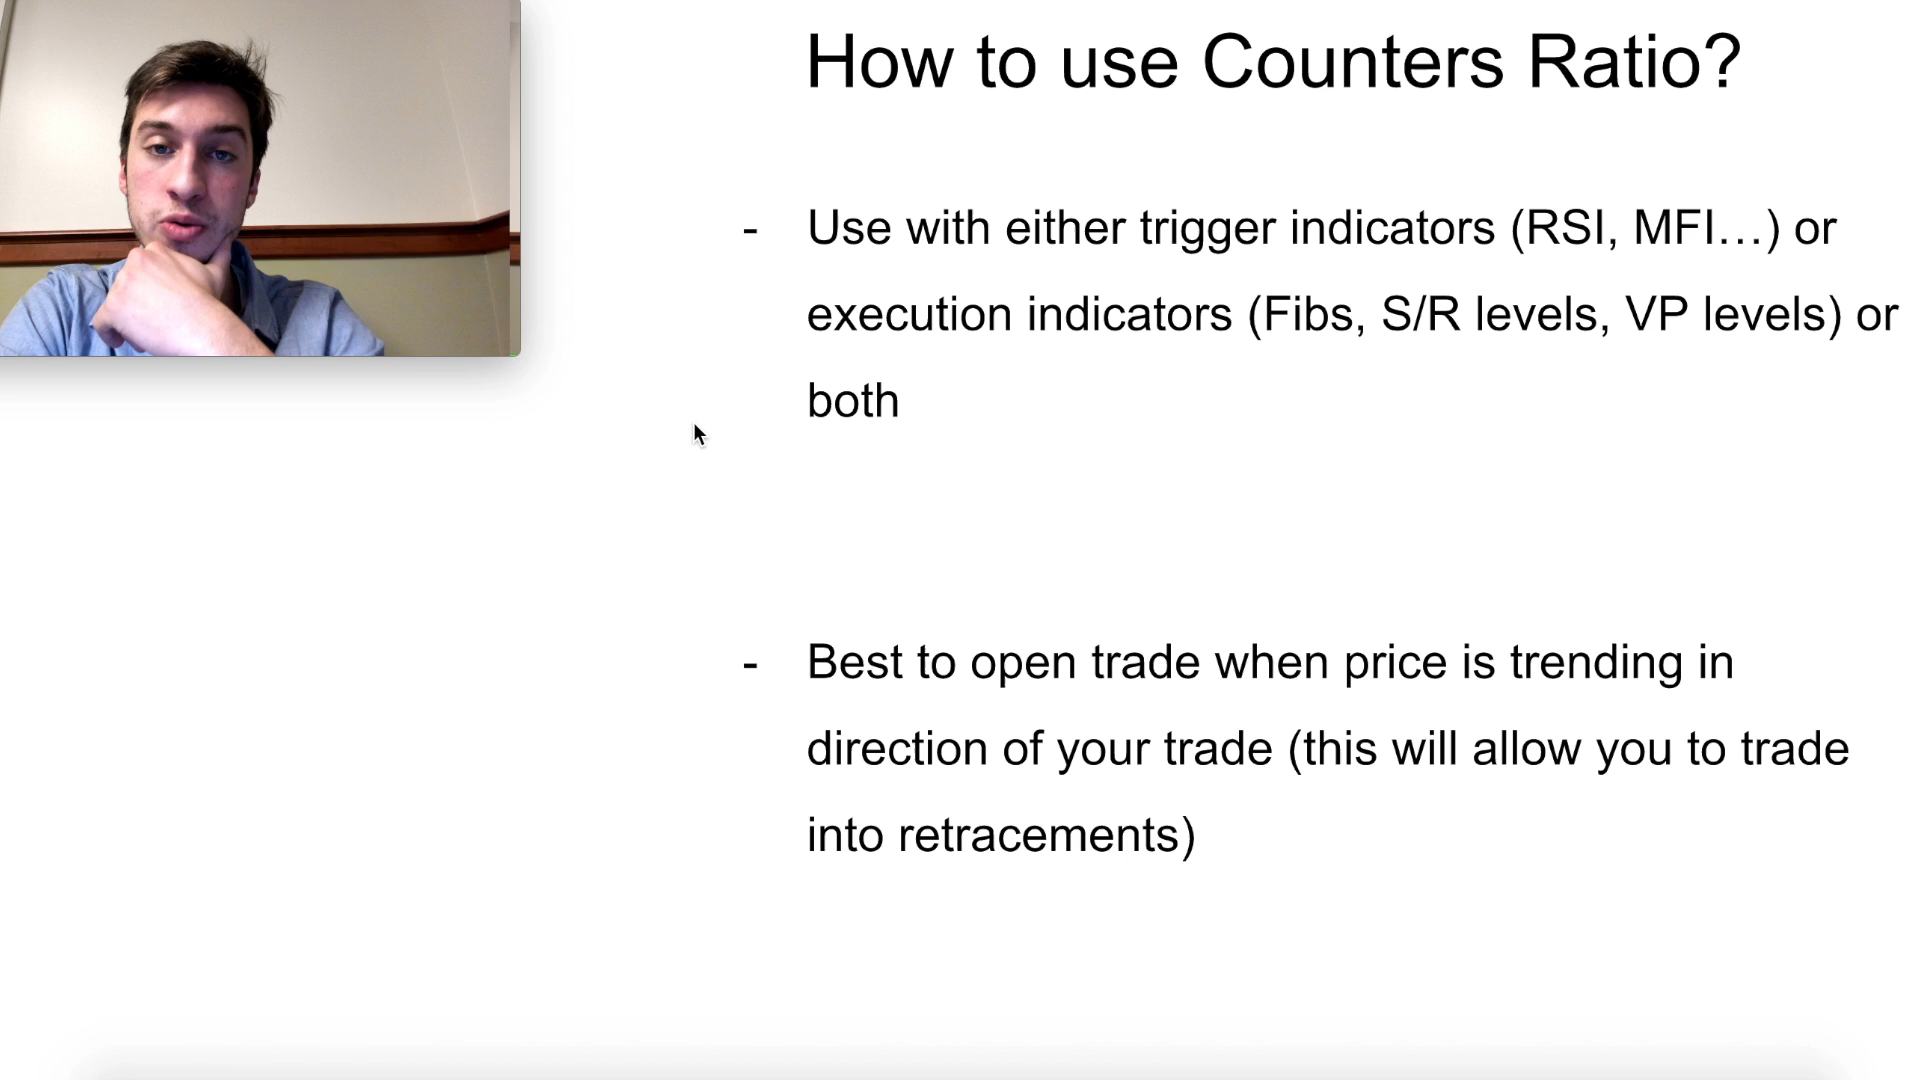 How to use Counters Ratio?
- Use with either trigger indicators (RSI, MFI…) or
execution indicators (Fibs, S/R levels, VP levels) or
both
- Best to open trade when price is trending in
direction of your trade (this will allow you to trade
into retracements)